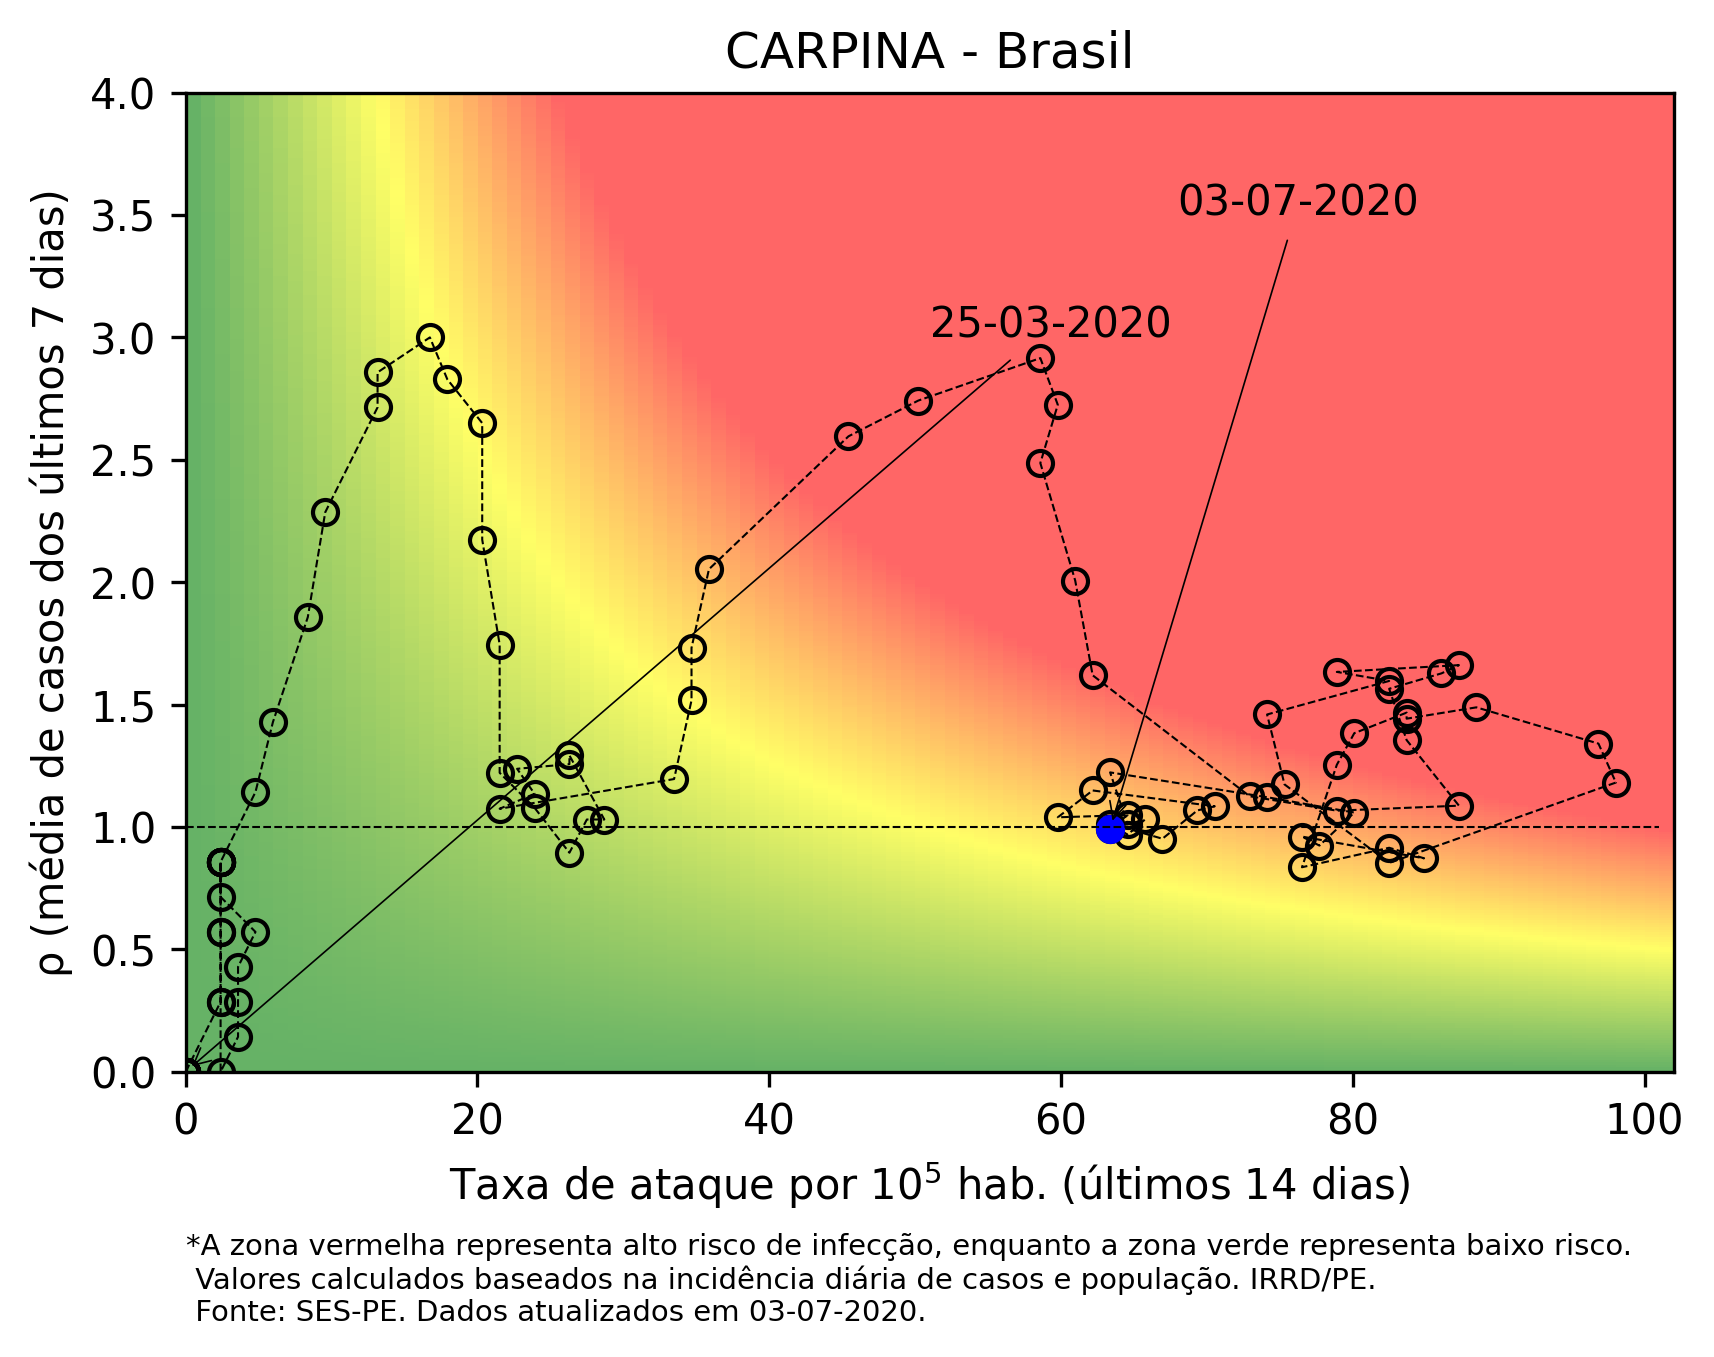 CARPINA - Brasil
4.0
3.5
3.0
2.5
2.0
1.5
1.0
0.5
0.0
ρ (média de casos dos últimos 7 dias)
03-07-2020
25-03-2020
0 20 40 60 80 100
Taxa de ataque por 10⁵ hab. (últimos 14 dias)
*A zona vermelha representa alto risco de infecção, enquanto a zona verde representa baixo risco.
Valores calculados baseados na incidência diária de casos e população. IRRD/PE.
Fonte: SES-PE. Dados atualizados em 03-07-2020.